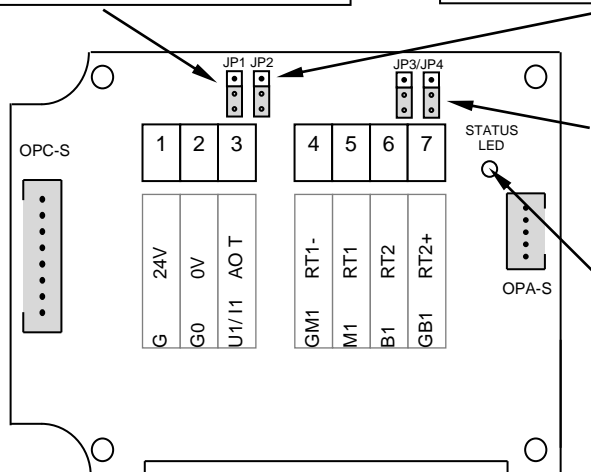 JP1 JP2 JP3/JP4
STATUS
LED
OPC-S
1 2 3 4 5 6 7
24V 0V AO T RT1- RT1 RT2 RT2+
G G0 U1/ I1 GM1 M1 B1 GB1
OPA-S